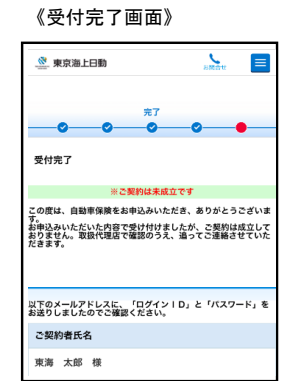 《受付完了画面》
東京海上日動
お問合せ
完了
受付完了
※ご契約は未成立です
この度は、自動車保険をお申込みいただき、ありがとうございま
す。
お申込みいただいた内容で受け付けましたが、ご契約は成立して
おりません。取扱代理店で確認のうえ、追ってご連絡させていた
だきます。
以下のメールアドレスに、「ログインＩＤ」と「パスワード」を
お送りしましたのでご確認ください。
ご契約者氏名
東海　太郎　様